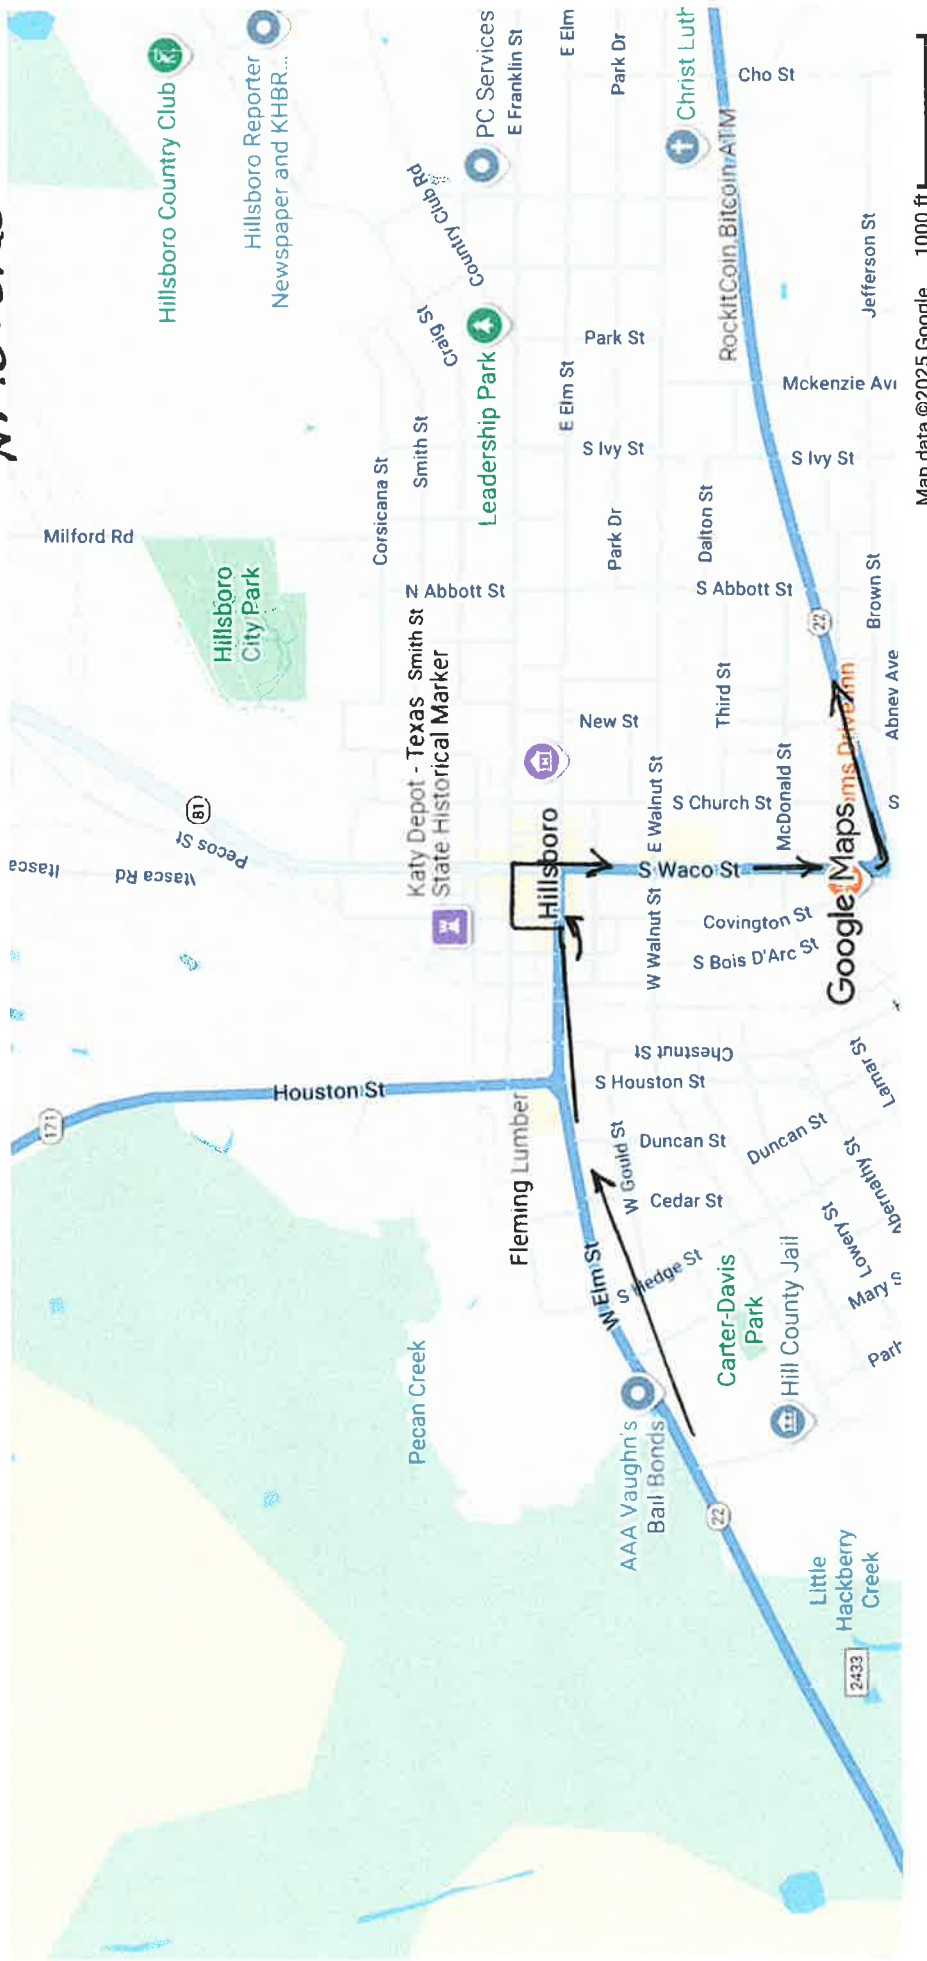 Hillsboro Country Club
Hillsboro Reporter
Newspaper and KHBR...
Milford Rd
Hillsboro
City Park
81
Pecos St
Itasca Rd
Itasca
171
Houston St
Corsicana St
Smith St
Craig St
Country Club Rd
N Abbott St
Katy Depot - Texas
State Historical Marker
Smith St
Leadership Park
PC Services
E Franklin St
E Elm
Park Dr
Christ Luth
Cho St
Pecan Creek
Fleming Lumber
Hillsboro
E Elm St
Park St
S Ivy St
Park Dr
New St
Dalton St
S Abbott St
Third St
E Walnut St
S Church St
McDonald St
S Waco St
W Walnut St
Covington St
S Bois D'Arc St
Chestnut St
S Houston St
Duncan St
W Gould St
Cedar St
W Elm St
S Hedge St
AAA Vaughn's
Bail Bonds
Carter-Davis
Park
Hill County Jail
Duncan St
Lamar St
Abernathy St
Lowery St
Mary S
Park
22
Little
Hackberry
Creek
2433
RockItCoin Bitcoin ATM
Mckenzie Av
S Ivy St
Jefferson St
22
Brown St
Abney Ave
S
ms Drive Inn
Google Maps
Map data ©2025 Google
1000 ft